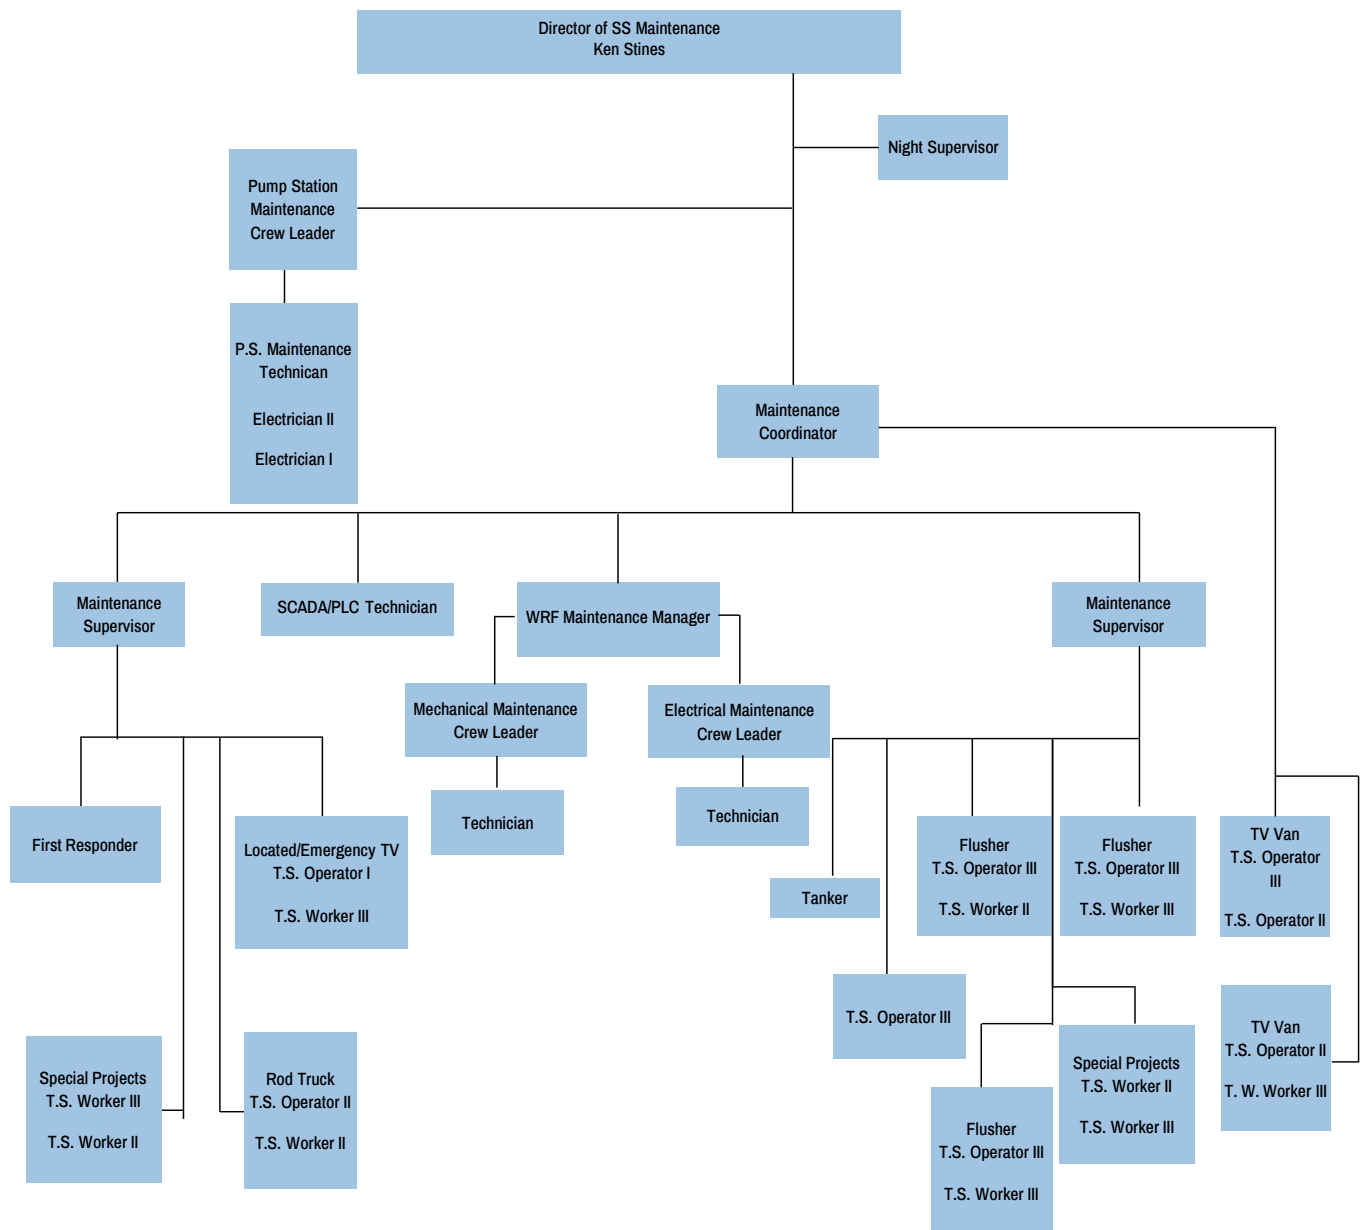 Director of SS Maintenance
Ken Stines
Night Supervisor
Pump Station
Maintenance
Crew Leader
P.S. Maintenance
Technican
Electrician II
Electrician I
Maintenance
Coordinator
Maintenance
Supervisor
SCADA/PLC Technician
WRF Maintenance Manager
Maintenance
Supervisor
Mechanical Maintenance
Crew Leader
Electrical Maintenance
Crew Leader
Technician
Technician
First Responder
Located/Emergency TV
T.S. Operator I
T.S. Worker III
Tanker
Flusher
T.S. Operator III
T.S. Worker II
Flusher
T.S. Operator III
T.S. Worker III
TV Van
T.S. Operator
III
T.S. Operator II
T.S. Operator III
Special Projects
T.S. Worker III
T.S. Worker II
Rod Truck
T.S. Operator II
T.S. Worker II
Flusher
T.S. Operator III
T.S. Worker III
Special Projects
T.S. Worker II
T.S. Worker III
TV Van
T.S. Operator II
T. W. Worker III